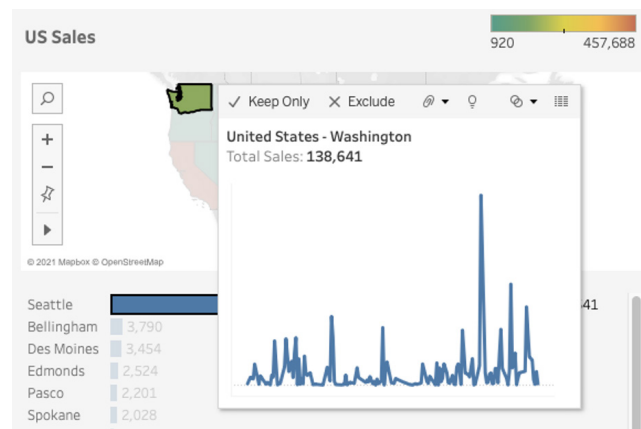 US Sales
920 457,688
Keep Only Exclude
United States - Washington
Total Sales: 138,641
© 2021 Mapbox © OpenStreetMap
Seattle 41
Bellingham 3,790
Des Moines 3,454
Edmonds 2,524
Pasco 2,201
Spokane 2,028